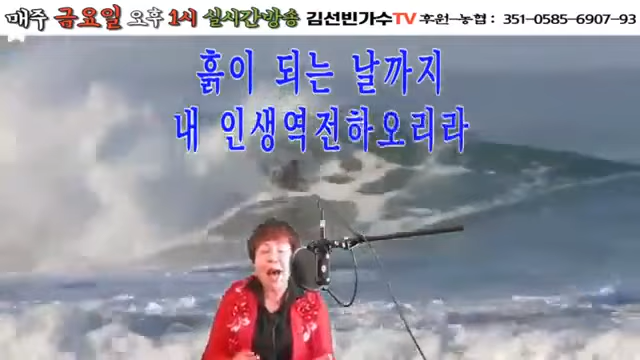 매주 금요일 오후 1시 실시간방송 김선빈가수TV 후원-농협 : 351-0585-6907-93
흙이 되는 날까지
내 인생역전하오리라